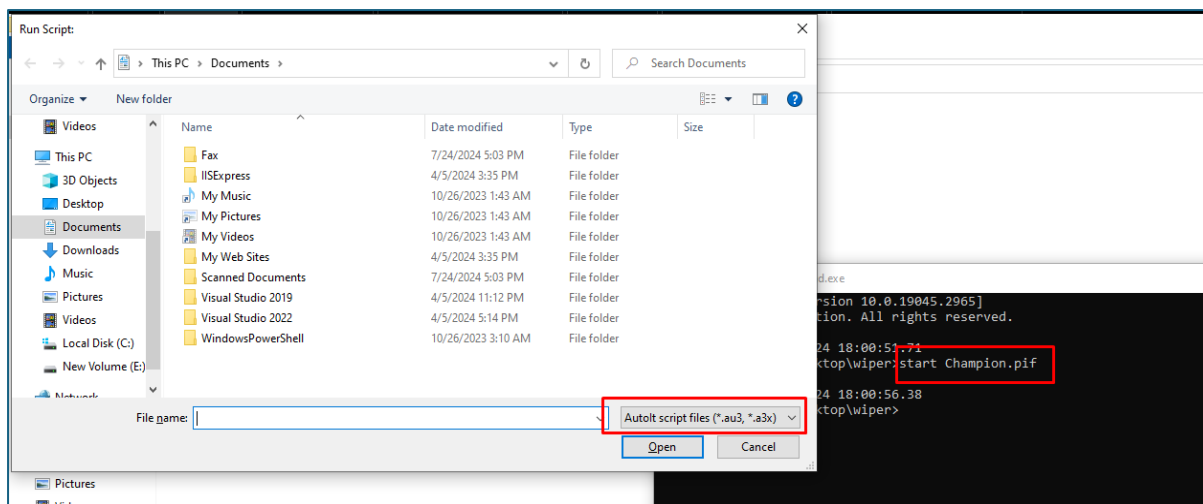 Run Script:
This PC > Documents >
Search Documents
Organize
New folder
Name
Date modified
Type
Size
Videos
This PC
3D Objects
Desktop
Documents
Downloads
Music
Pictures
Videos
Local Disk (C:)
New Volume (E:)
Network
Fax 7/24/2024 5:03 PM File folder
IISExpress 4/5/2024 3:35 PM File folder
My Music 10/26/2023 1:43 AM File folder
My Pictures 10/26/2023 1:43 AM File folder
My Videos 10/26/2023 1:43 AM File folder
My Web Sites 4/5/2024 3:35 PM File folder
Scanned Documents 7/24/2024 5:03 PM File folder
Visual Studio 2019 4/5/2024 11:12 PM File folder
Visual Studio 2022 4/5/2024 5:14 PM File folder
WindowsPowerShell 10/26/2023 3:10 AM File folder
File name:
AutoIt script files (*.au3, *.a3x)
Open
Cancel
Pictures
d.exe
rsion 10.0.19045.2965]
tion. All rights reserved.
24 18:00:51.71
ktop\wiper>start Champion.pif
24 18:00:56.38
ktop\wiper>